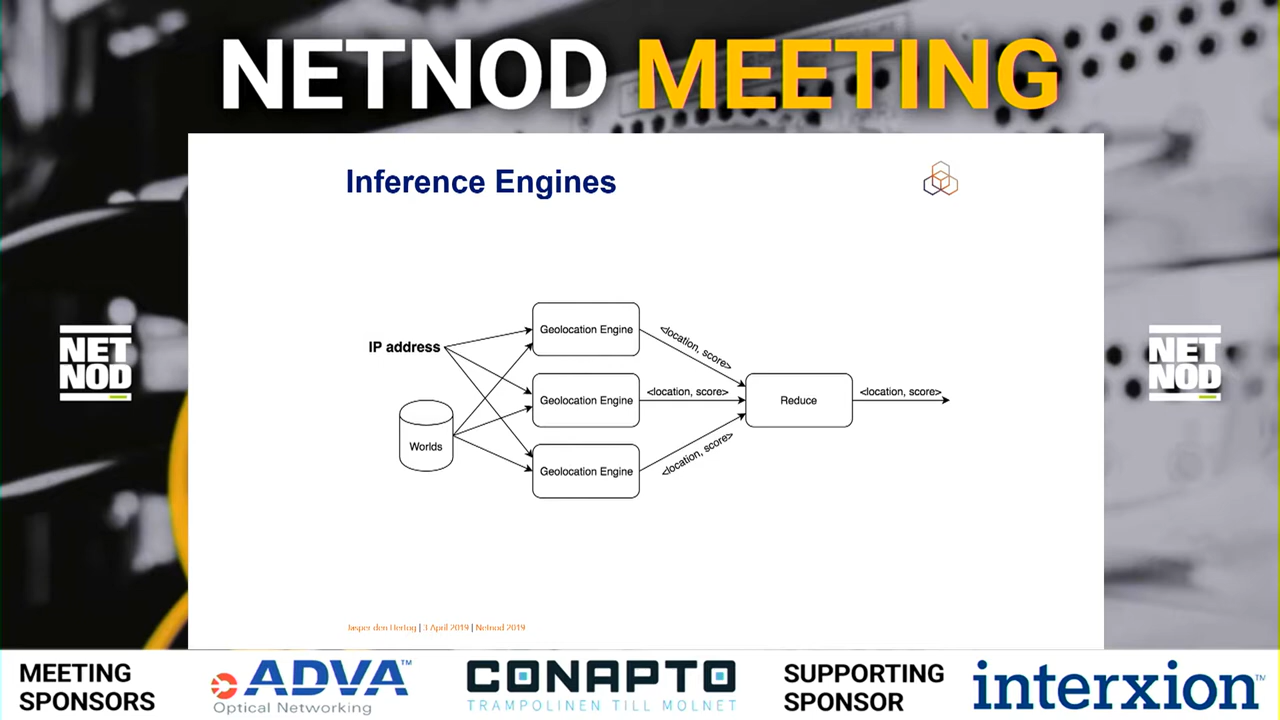 NETNOD MEETING
Inference Engines
Geolocation Engine
<location, score>
IP address
Geolocation Engine
<location, score>
Reduce
<location, score>
Worlds
Geolocation Engine
<location, score>
NET
NOD
NET
NOD
Jasper den Hertog | 3 April 2019 | Netnod 2019
MEETING
SPONSORS
ADVA™
Optical Networking
CONAPTO
TRAMPOLINEN TILL MOLNET
SUPPORTING
SPONSOR
interxion™